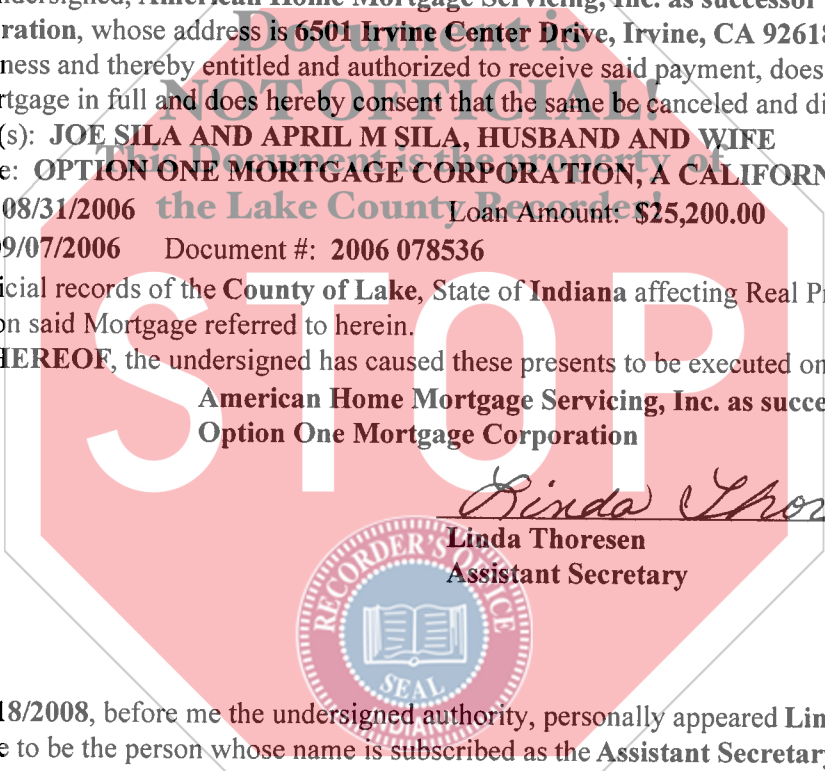 ndersigned, American Home Mortgage Servicing, Inc. as successor
ration, whose address is 6501 Irvine Center Drive, Irvine, CA 92618
Document is
ness and thereby entitled and authorized to receive said payment, does
NOT OFFICIAL!
rtgage in full and does hereby consent that the same be canceled and di
(s): JOE SILA AND APRIL M SILA, HUSBAND AND WIFE
This Document is the property of
e: OPTION ONE MORTGAGE CORPORATION, A CALIFORN
the Lake County Recorder!
08/31/2006 Loan Amount: $25,200.00
9/07/2006 Document #: 2006 078536
icial records of the County of Lake, State of Indiana affecting Real Pr
on said Mortgage referred to herein.
HEREOF, the undersigned has caused these presents to be executed on
STOP
American Home Mortgage Servicing, Inc. as succe
Option One Mortgage Corporation
Linda Thor
Linda Thoresen
Assistant Secretary
RECORDER'S OFFICE
SEAL
INDIANA
18/2008, before me the undersigned authority, personally appeared Lin
e to be the person whose name is subscribed as the Assistant Secretary